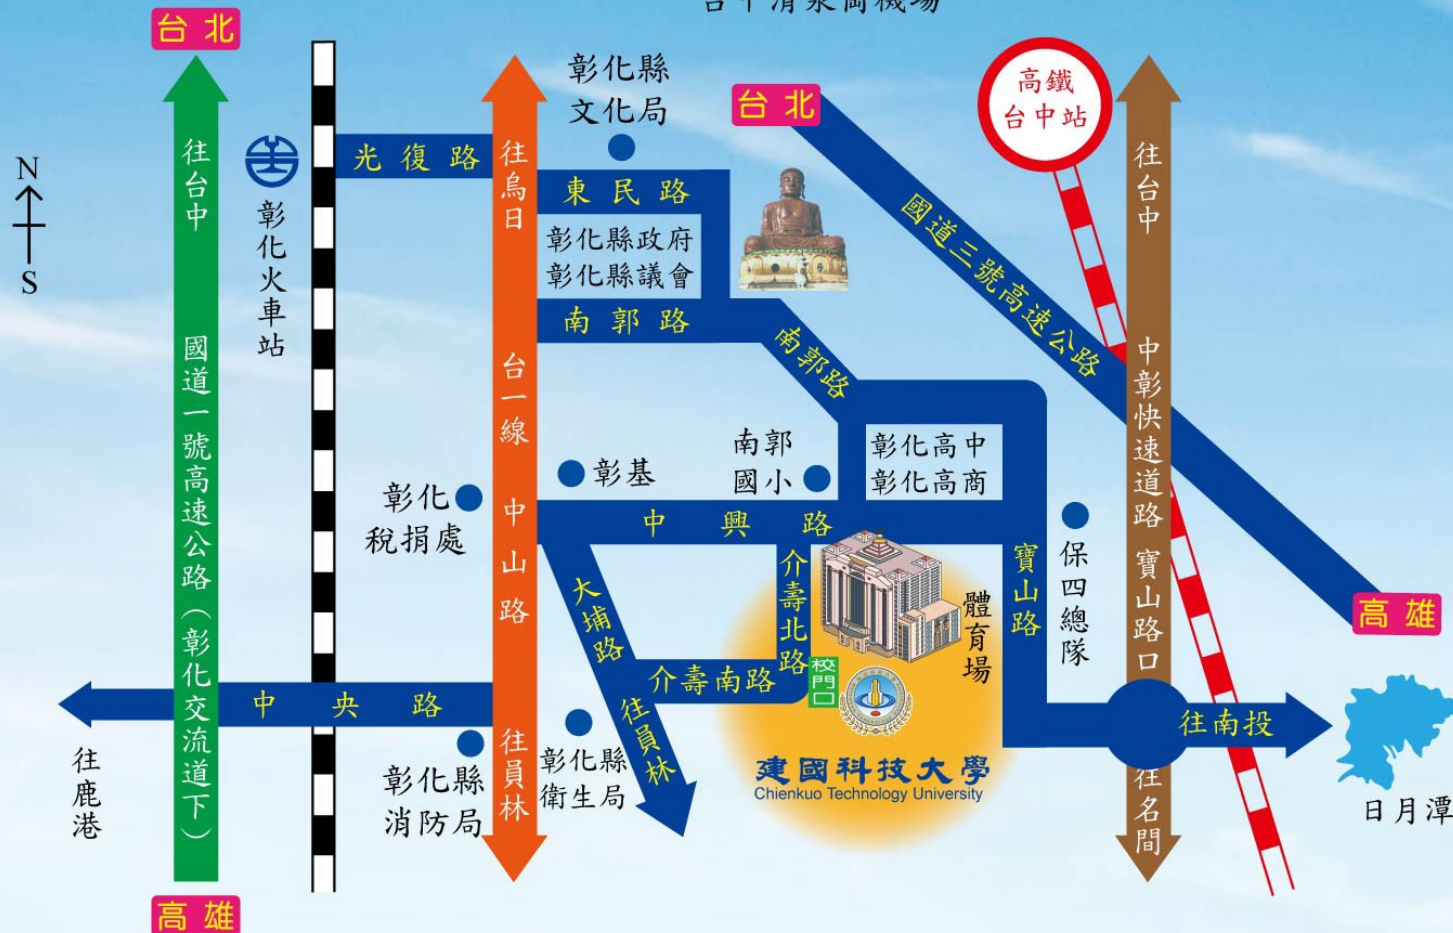 台中清泉崗機場
台北
彰化縣
文化局
台北
高鐵
台中站
往台中
N
S
彰化火車站
光復路
往烏日
東民路
彰化縣政府
彰化縣議會
南郭路
南郭路
國道三號高速公路
往台中
國道一號高速公路(彰化交流道下)
台一線 中山路
中彰快速道路 寶山路口
彰化
稅捐處
彰基
南郭
國小
彰化高中
彰化高商
中興路
大埔路
介壽北路
體育場
寶山路
保四總隊
高雄
介壽南路
校門口
中央路
往鹿港
彰化縣
消防局
往員林
彰化縣
衛生局
往員林
建國科技大學
Chienkuo Technology University
往南投
往名間
日月潭
高雄